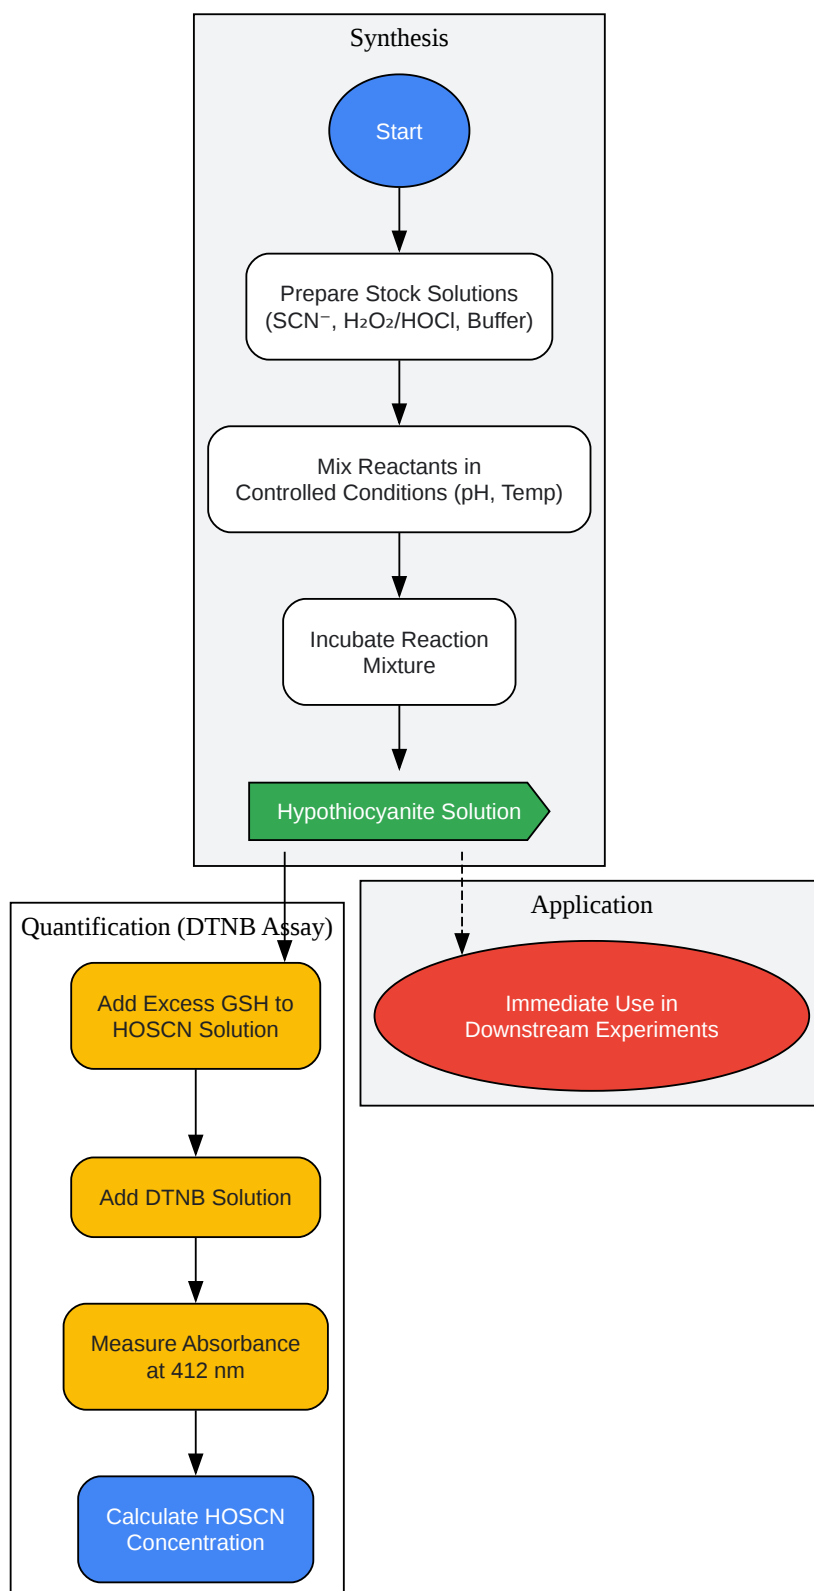 Synthesis
Start
Prepare Stock Solutions
(SCN⁻, H₂O₂/HOCl, Buffer)
Mix Reactants in
Controlled Conditions (pH, Temp)
Incubate Reaction
Mixture
Hypothiocyanite Solution
Quantification (DTNB Assay)
Add Excess GSH to
HOSCN Solution
Add DTNB Solution
Measure Absorbance
at 412 nm
Calculate HOSCN
Concentration
Application
Immediate Use in
Downstream Experiments